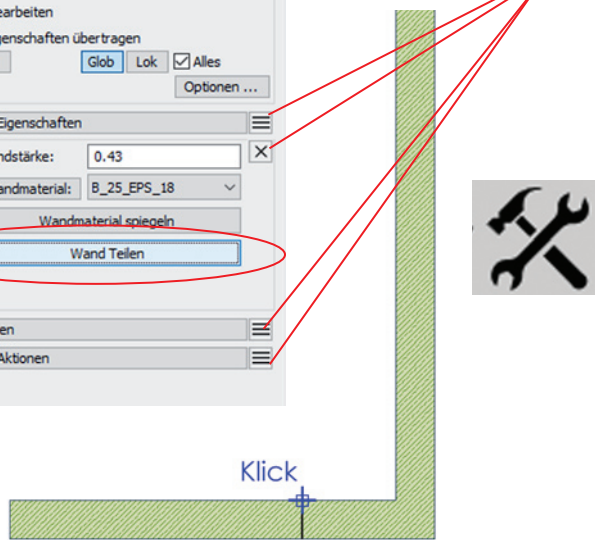 earbeiten
genschaften übertragen
Glob Lok Alles
Optionen ...
Eigenschaften
ndstärke: 0.43
andmaterial: B_25_EPS_18
Wandmaterial spiegeln
Wand Teilen
en
Aktionen
Klick